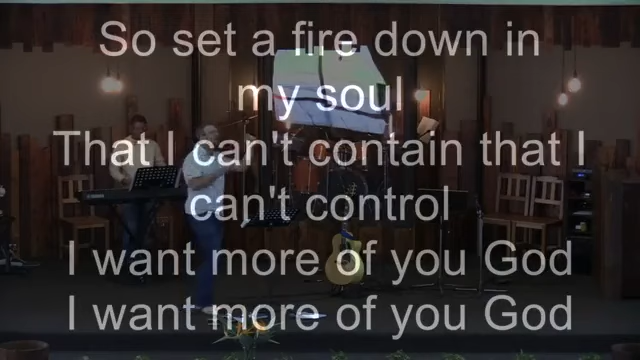 So set a fire down in
my soul
That I can't contain that I
can't control
I want more of you God
I want more of you God